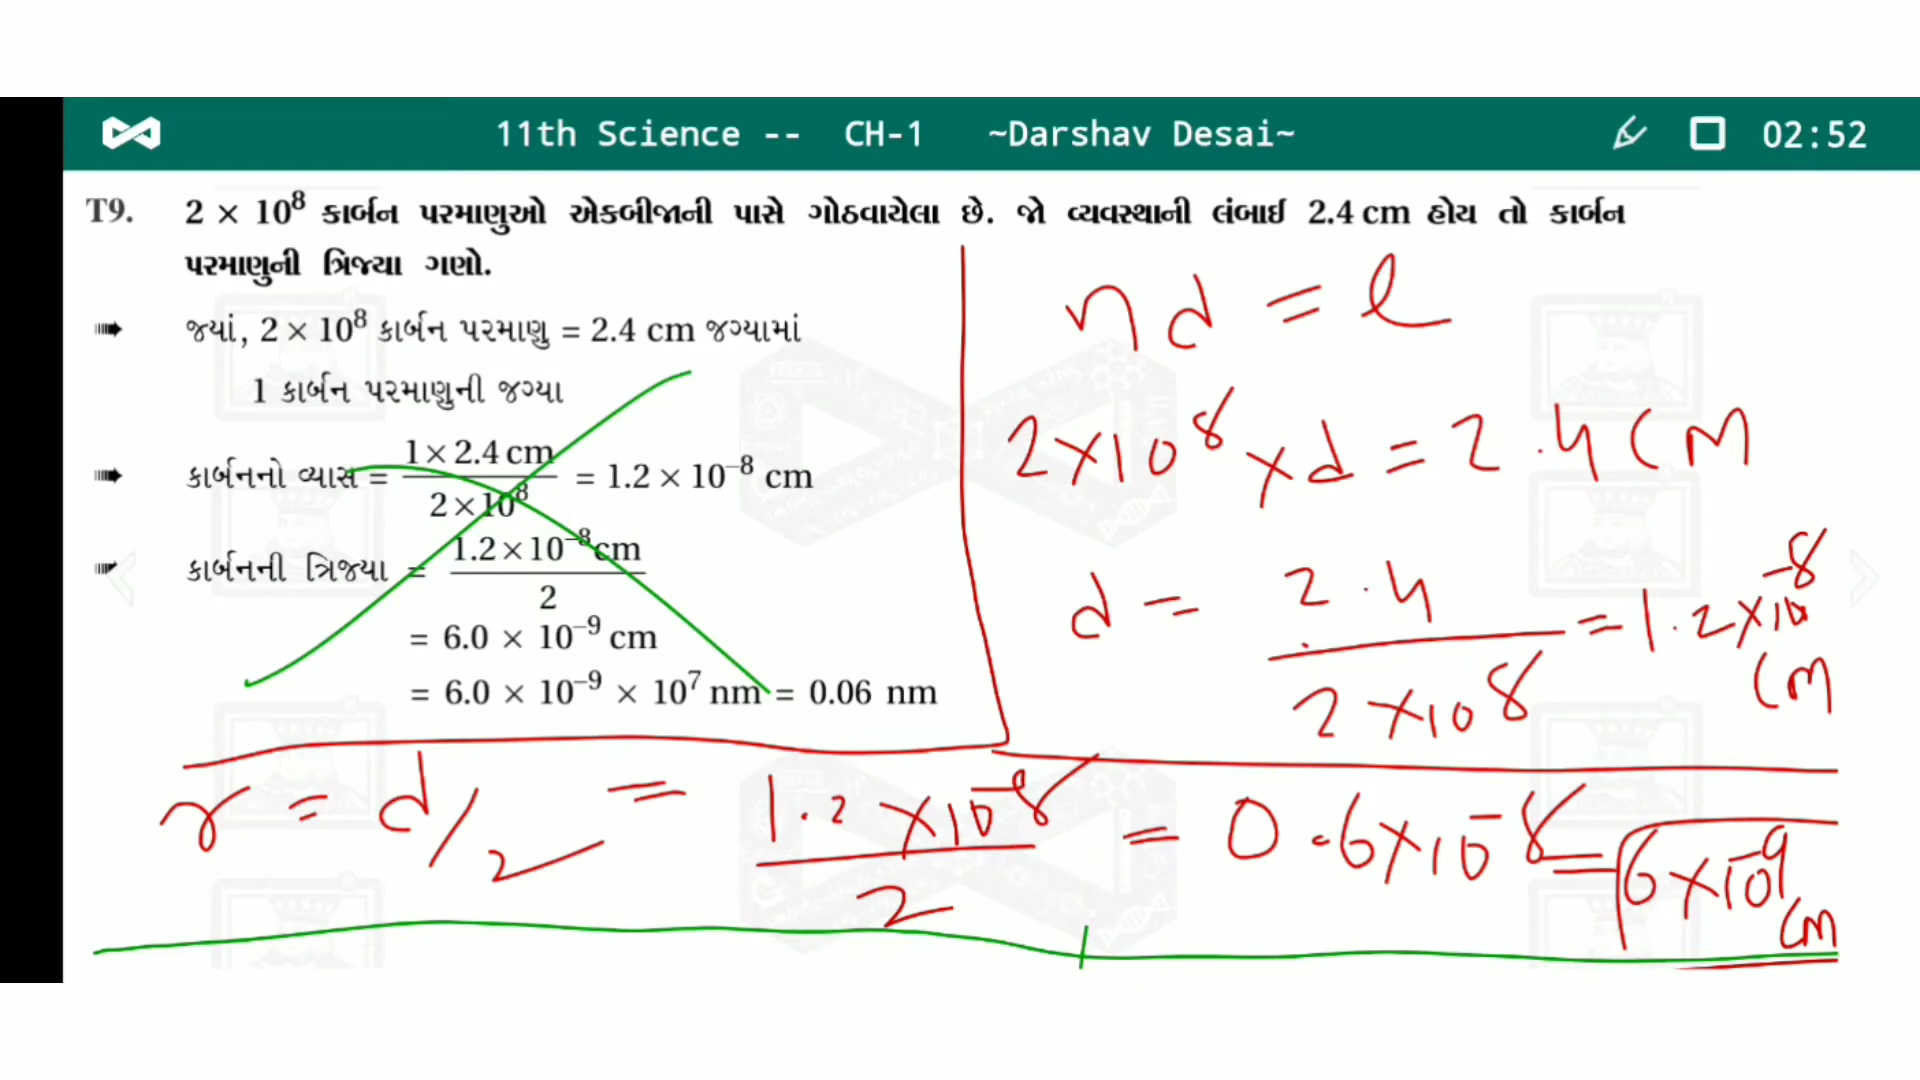 11th Science -- CH-1 ~Darshav Desai~ 02:52
T9. 2 × 10⁸ કાર્બન પરમાણુઓ એકબીજાની પાસે ગોઠવાયેલા છે. જો વ્યવસ્થાની લંબાઈ 2.4 cm હોય તો કાર્બન
પરમાણુની ત્રિજ્યા ગણો.
જ્યાં, 2 × 10⁸ કાર્બન પરમાણુ = 2.4 cm જગ્યામાં
1 કાર્બન પરમાણુની જગ્યા
કાર્બનનો વ્યાસ = (1 × 2.4 cm) / (2 × 10⁸) = 1.2 × 10⁻⁸ cm
કાર્બનની ત્રિજ્યા = (1.2 × 10⁻⁸ cm) / 2
= 6.0 × 10⁻⁹ cm
= 6.0 × 10⁻⁹ × 10⁷ nm = 0.06 nm
nd = l
2×10⁸ × d = 2.4 cm
d = 2.4 / (2×10⁸) = 1.2×10⁻⁸ cm
r = d/2 = (1.2×10⁻⁸) / 2 = 0.6×10⁻⁸ = 6×10⁻⁹ cm